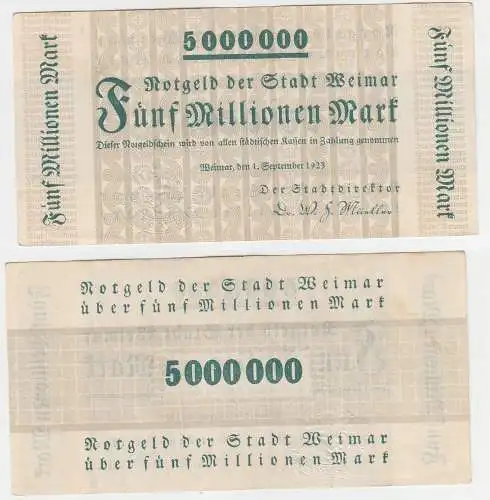 5000000
Notgeld der Stadt Weimar
Fünf Millionen Mark
Dieser Notgeldschein wird von allen städtischen Kassen in Zahlung genommen
Weimar, den 1. September 1923
Der Stadtdirektor
Dr. W. F. Mueller
Fünf Millionen Mark
Fünf Millionen Mark
Notgeld der Stadt Weimar
über fünf Millionen Mark
5000000
Notgeld der Stadt Weimar
über fünf Millionen Mark